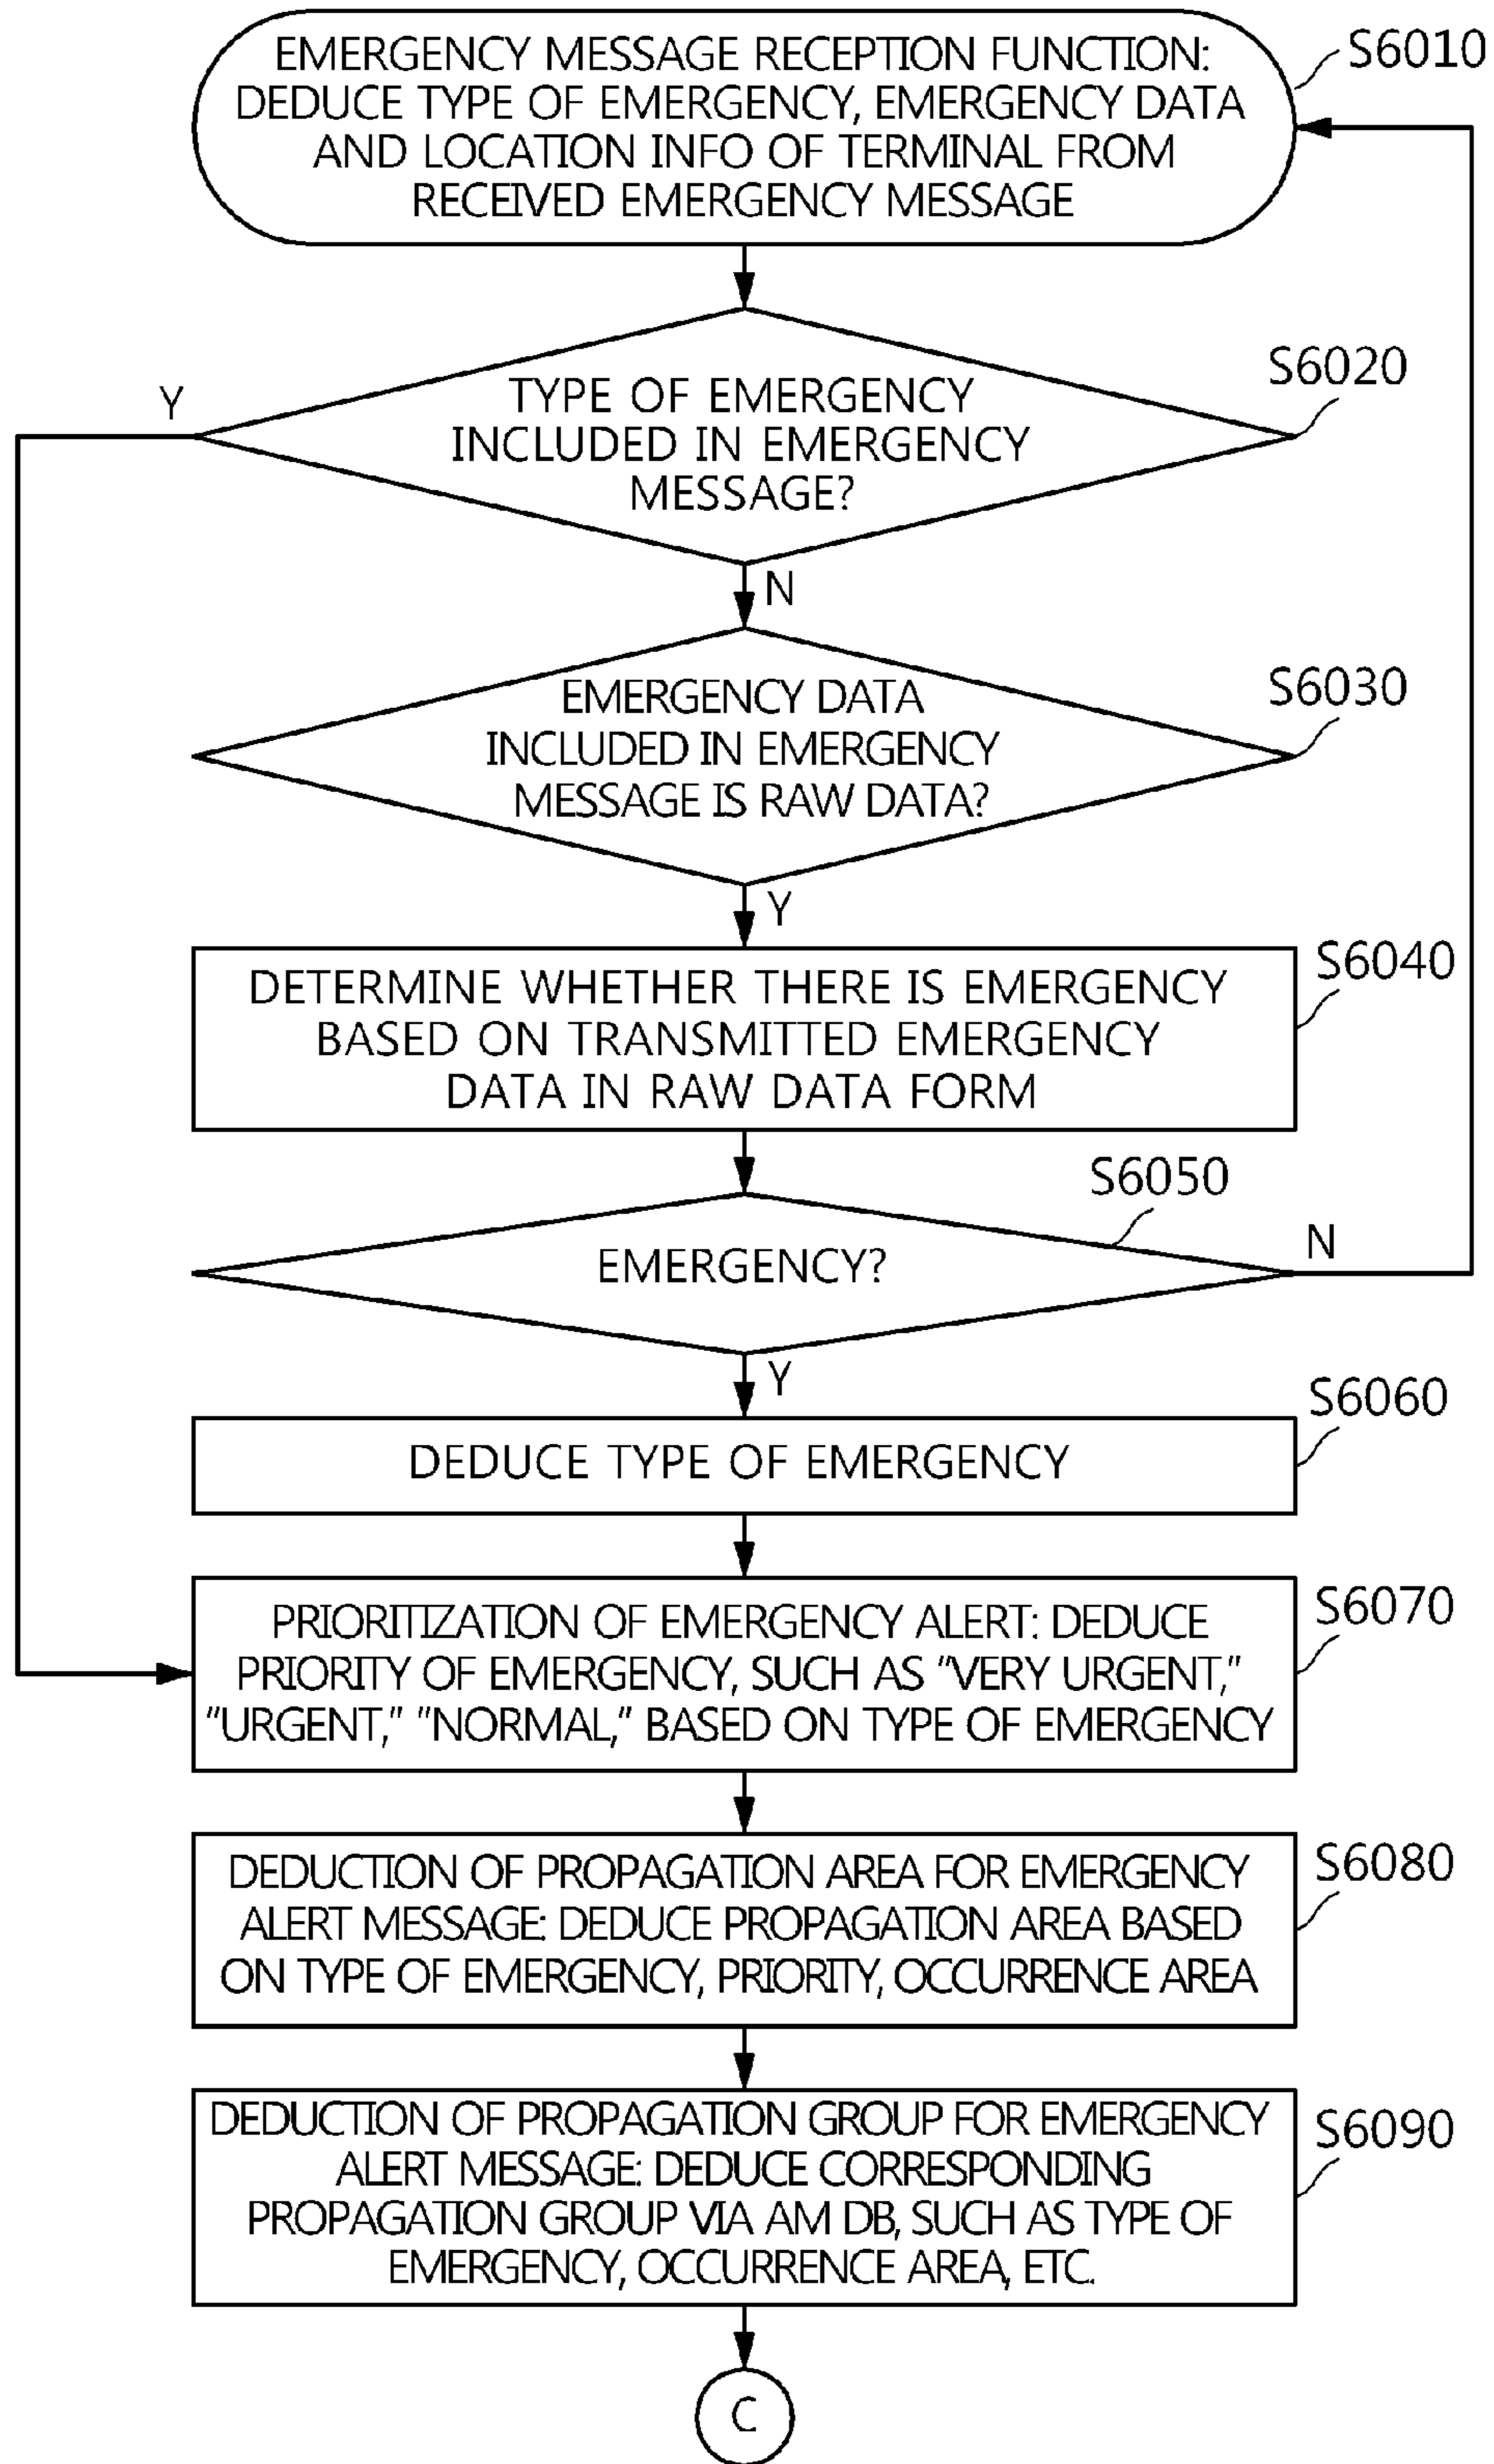 EMERGENCY MESSAGE RECEPTION FUNCTION:
DEDUCE TYPE OF EMERGENCY, EMERGENCY DATA
AND LOCATION INFO OF TERMINAL FROM
RECEIVED EMERGENCY MESSAGE
S6010
TYPE OF EMERGENCY
INCLUDED IN EMERGENCY
MESSAGE?
S6020
Y
N
EMERGENCY DATA
INCLUDED IN EMERGENCY
MESSAGE IS RAW DATA?
S6030
Y
DETERMINE WHETHER THERE IS EMERGENCY
BASED ON TRANSMITTED EMERGENCY
DATA IN RAW DATA FORM
S6040
EMERGENCY?
S6050
N
Y
DEDUCE TYPE OF EMERGENCY
S6060
PRIORITIZATION OF EMERGENCY ALERT: DEDUCE
PRIORITY OF EMERGENCY, SUCH AS "VERY URGENT,"
"URGENT," "NORMAL," BASED ON TYPE OF EMERGENCY
S6070
DEDUCTION OF PROPAGATION AREA FOR EMERGENCY
ALERT MESSAGE: DEDUCE PROPAGATION AREA BASED
ON TYPE OF EMERGENCY, PRIORITY, OCCURRENCE AREA
S6080
DEDUCTION OF PROPAGATION GROUP FOR EMERGENCY
ALERT MESSAGE: DEDUCE CORRESPONDING
PROPAGATION GROUP VIA AM DB, SUCH AS TYPE OF
EMERGENCY, OCCURRENCE AREA, ETC.
S6090
C